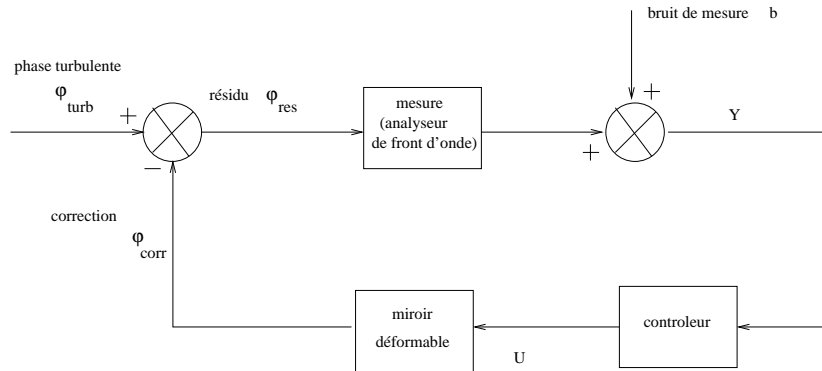 bruit de mesure b
phase turbulente
φ turb
+
résidu φ res
mesure
(analyseur
de front d'onde)
+
+
Y
−
correction
φ corr
miroir
déformable
U
controleur